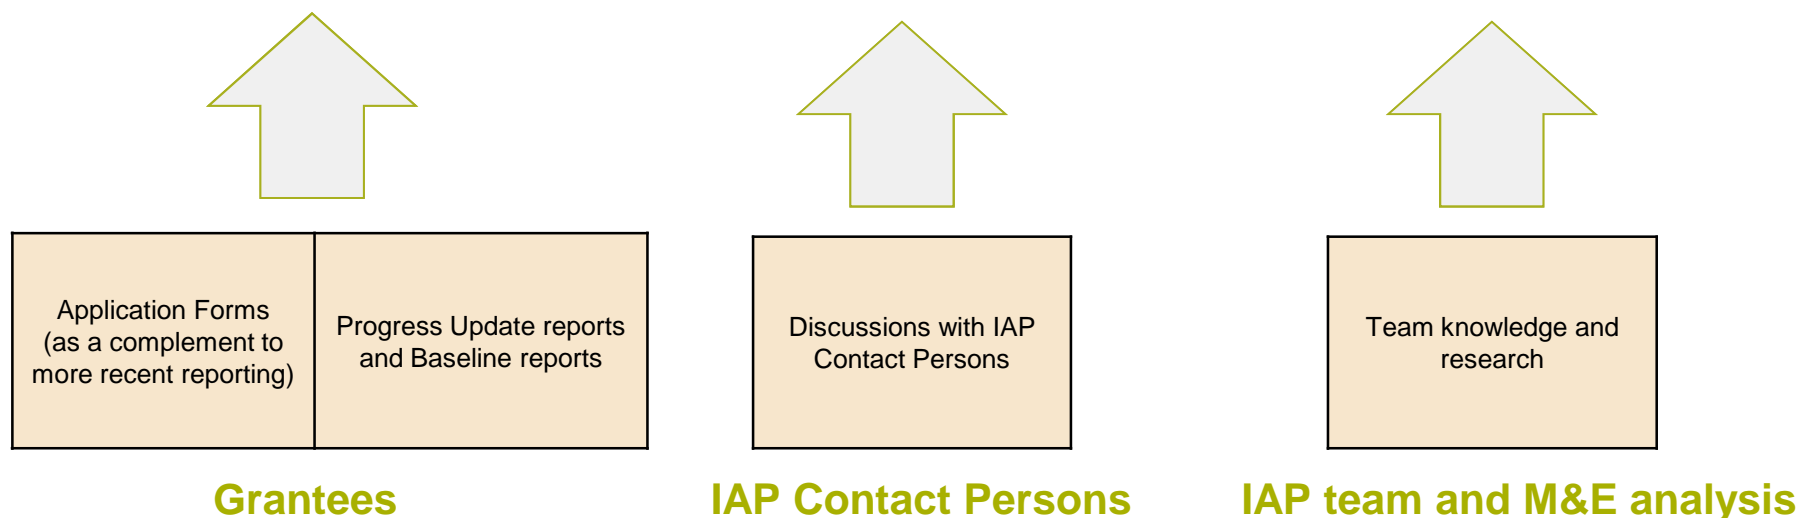 Application Forms
(as a complement to
more recent reporting)
Progress Update reports
and Baseline reports
Discussions with IAP
Contact Persons
Team knowledge and
research
Grantees
IAP Contact Persons
IAP team and M&E analysis